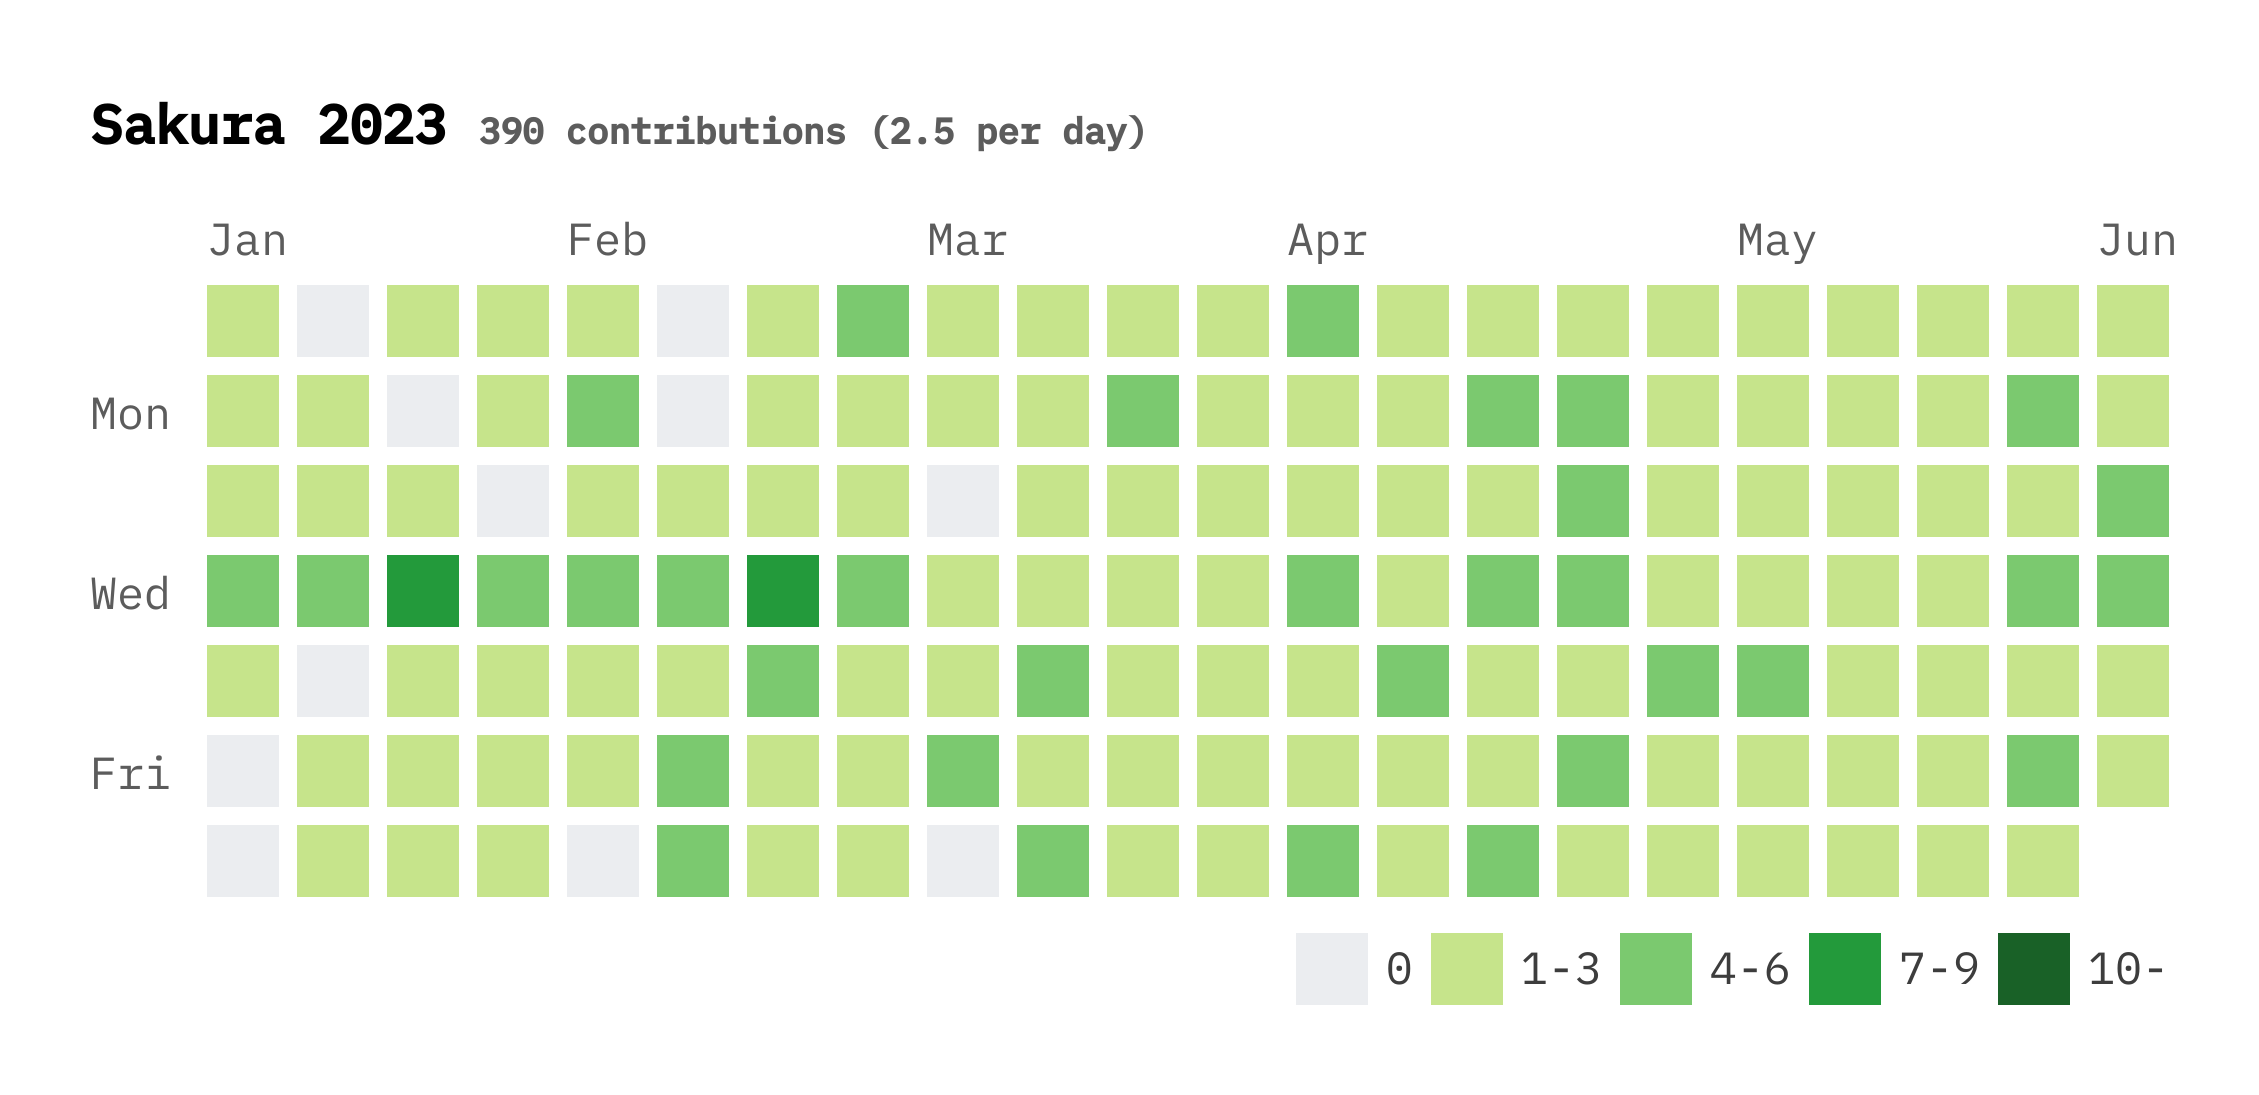 Sakura 2023 390 contributions (2.5 per day)
Jan Feb Mar Apr May Jun
Mon
Wed
Fri
0 1-3 4-6 7-9 10-